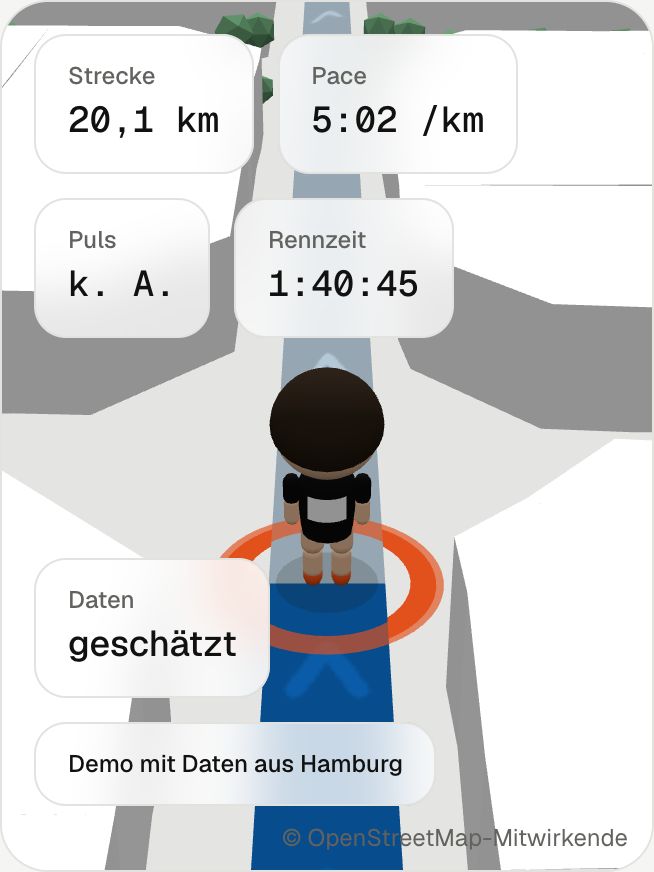 Strecke
20,1 km
Pace
5:02 /km
Puls
k. A.
Rennzeit
1:40:45
Daten
geschätzt
Demo mit Daten aus Hamburg
© OpenStreetMap-Mitwirkende